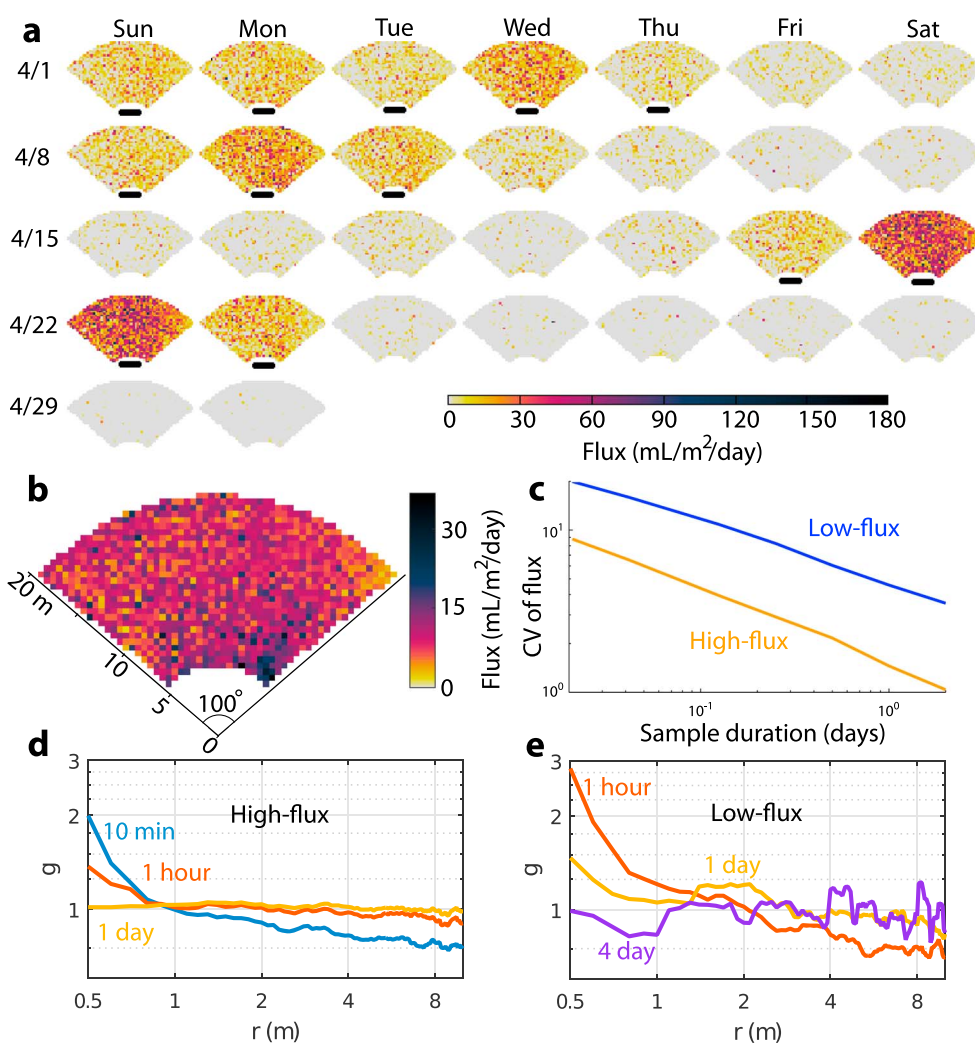 a Sun Mon Tue Wed Thu Fri Sat
4/1
4/8
4/15
4/22
4/29
0 30 60 90 120 150 180
Flux (mL/m²/day)
b
20 m
10
5
0
100°
30
15
0
Flux (mL/m²/day)
c
10¹
10⁰
CV of flux
Low-flux
High-flux
10⁻¹ 10⁰
Sample duration (days)
d
3
2
1
g
High-flux
10 min
1 hour
1 day
0.5 1 2 4 8
r (m)
e
3
2
1
g
Low-flux
1 hour
1 day
4 day
0.5 1 2 4 8
r (m)